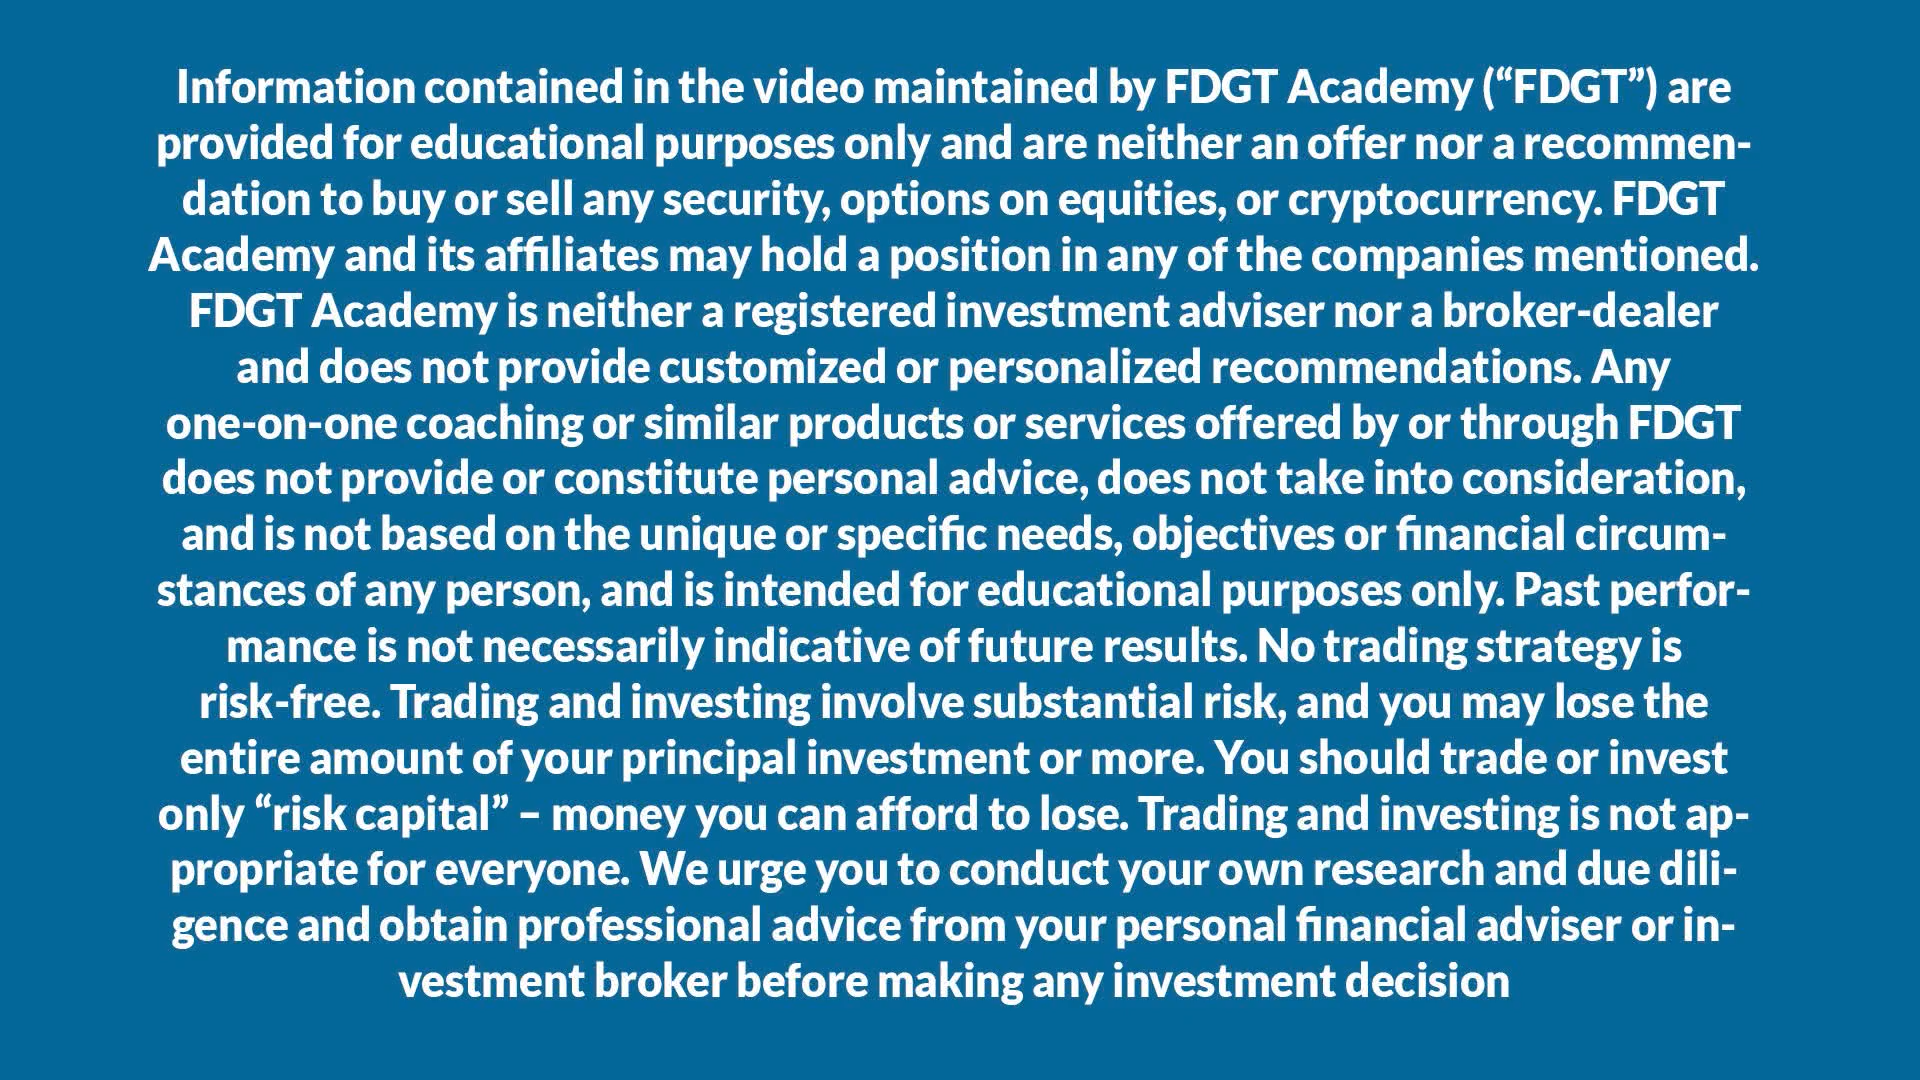 Information contained in the video maintained by FDGT Academy (“FDGT”) are
provided for educational purposes only and are neither an offer nor a recommen-
dation to buy or sell any security, options on equities, or cryptocurrency. FDGT
Academy and its affiliates may hold a position in any of the companies mentioned.
FDGT Academy is neither a registered investment adviser nor a broker-dealer
and does not provide customized or personalized recommendations. Any
one-on-one coaching or similar products or services offered by or through FDGT
does not provide or constitute personal advice, does not take into consideration,
and is not based on the unique or specific needs, objectives or financial circum-
stances of any person, and is intended for educational purposes only. Past perfor-
mance is not necessarily indicative of future results. No trading strategy is
risk-free. Trading and investing involve substantial risk, and you may lose the
entire amount of your principal investment or more. You should trade or invest
only “risk capital” – money you can afford to lose. Trading and investing is not ap-
propriate for everyone. We urge you to conduct your own research and due dili-
gence and obtain professional advice from your personal financial adviser or in-
vestment broker before making any investment decision